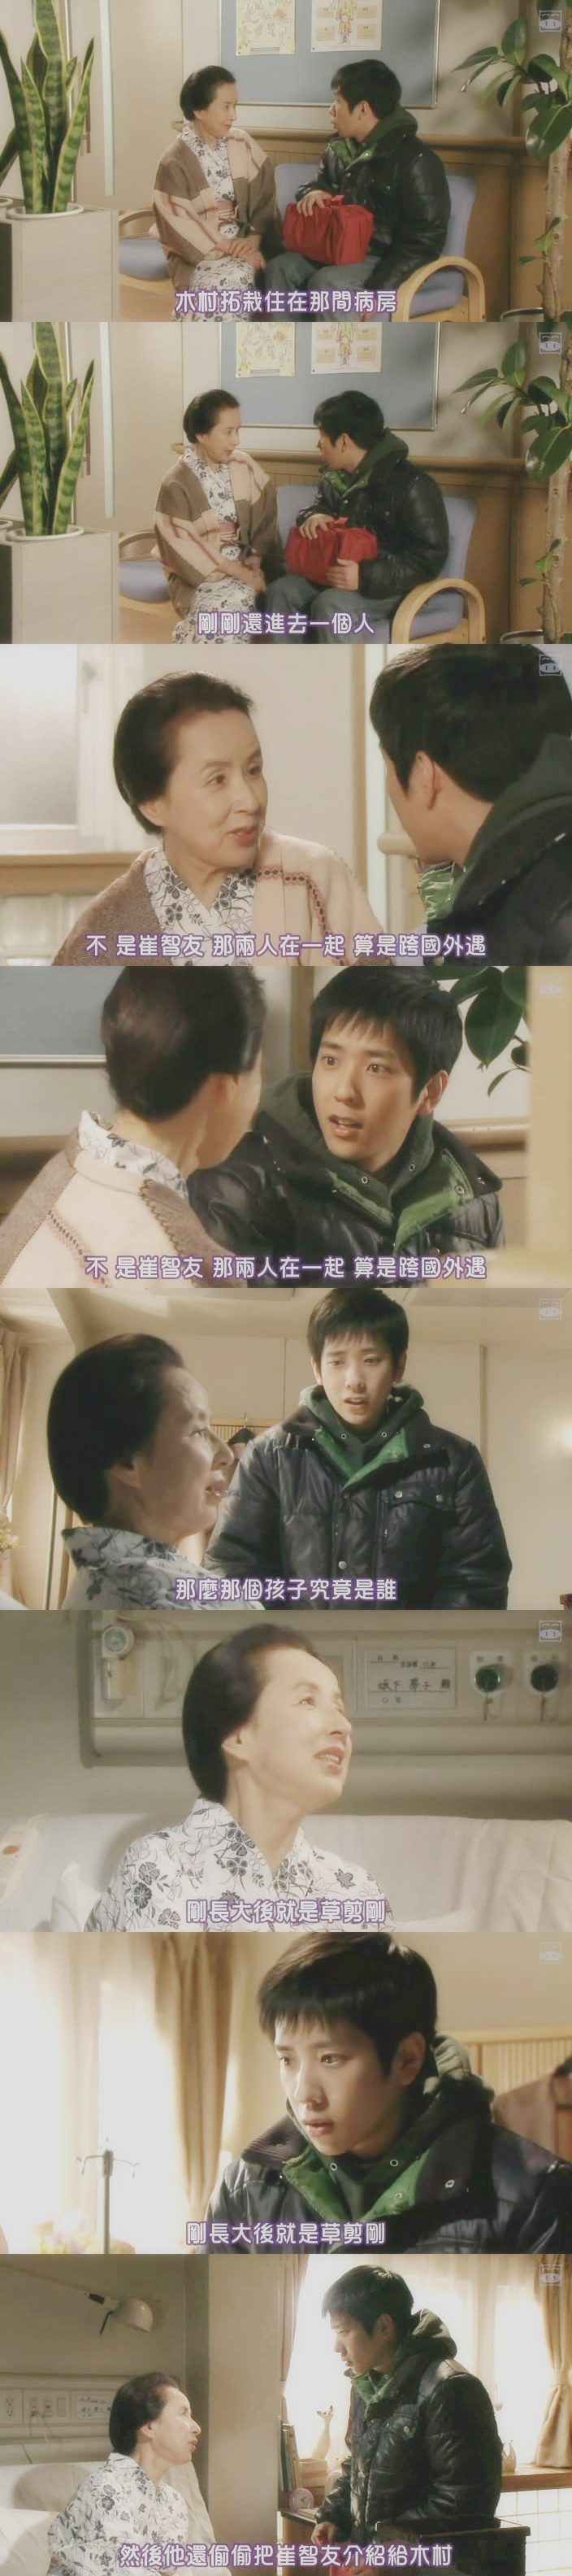 木村拓哉住在那間病房
剛剛還進去一個人
不 是崔智友 那兩人在一起 算是跨國外遇
不 是崔智友 那兩人在一起 算是跨國外遇
那麼那個孩子究竟是誰
剛長大後就是草剪剛
剛長大後就是草剪剛
然後他還偷偷把崔智友介紹給木村